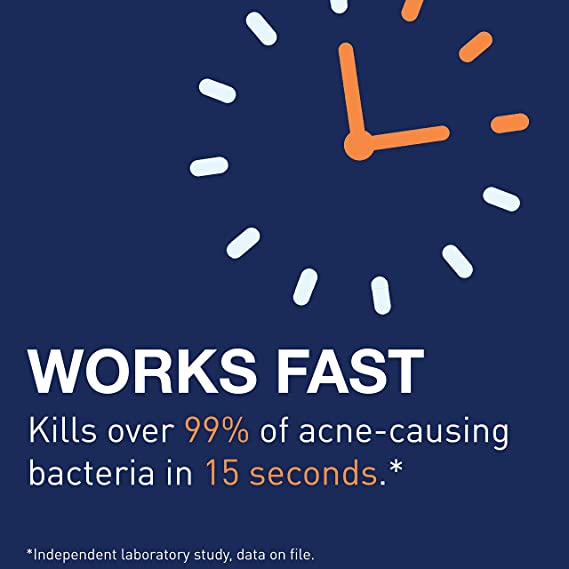 WORKS FAST
Kills over 99% of acne-causing
bacteria in 15 seconds.*
*Independent laboratory study, data on file.